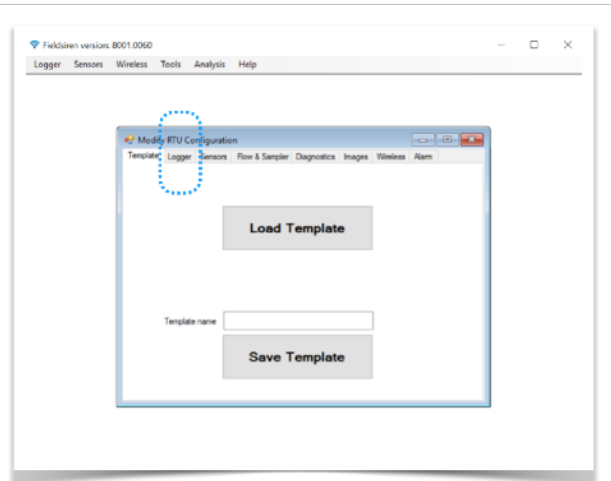 Fieldsiren version: 8001.0060
Logger Sensors Wireless Tools Analysis Help
Modify RTU Configuration
Template Logger Sensors Flow & Sampler Diagnostics Images Wireless Alarm
Load Template
Template name
Save Template